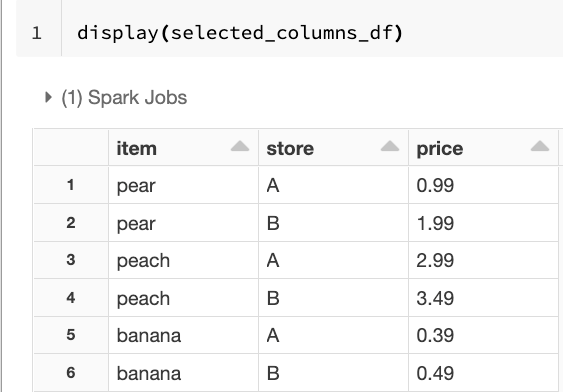 1 display(selected_columns_df)
(1) Spark Jobs
item store price
1 pear A 0.99
2 pear B 1.99
3 peach A 2.99
4 peach B 3.49
5 banana A 0.39
6 banana B 0.49